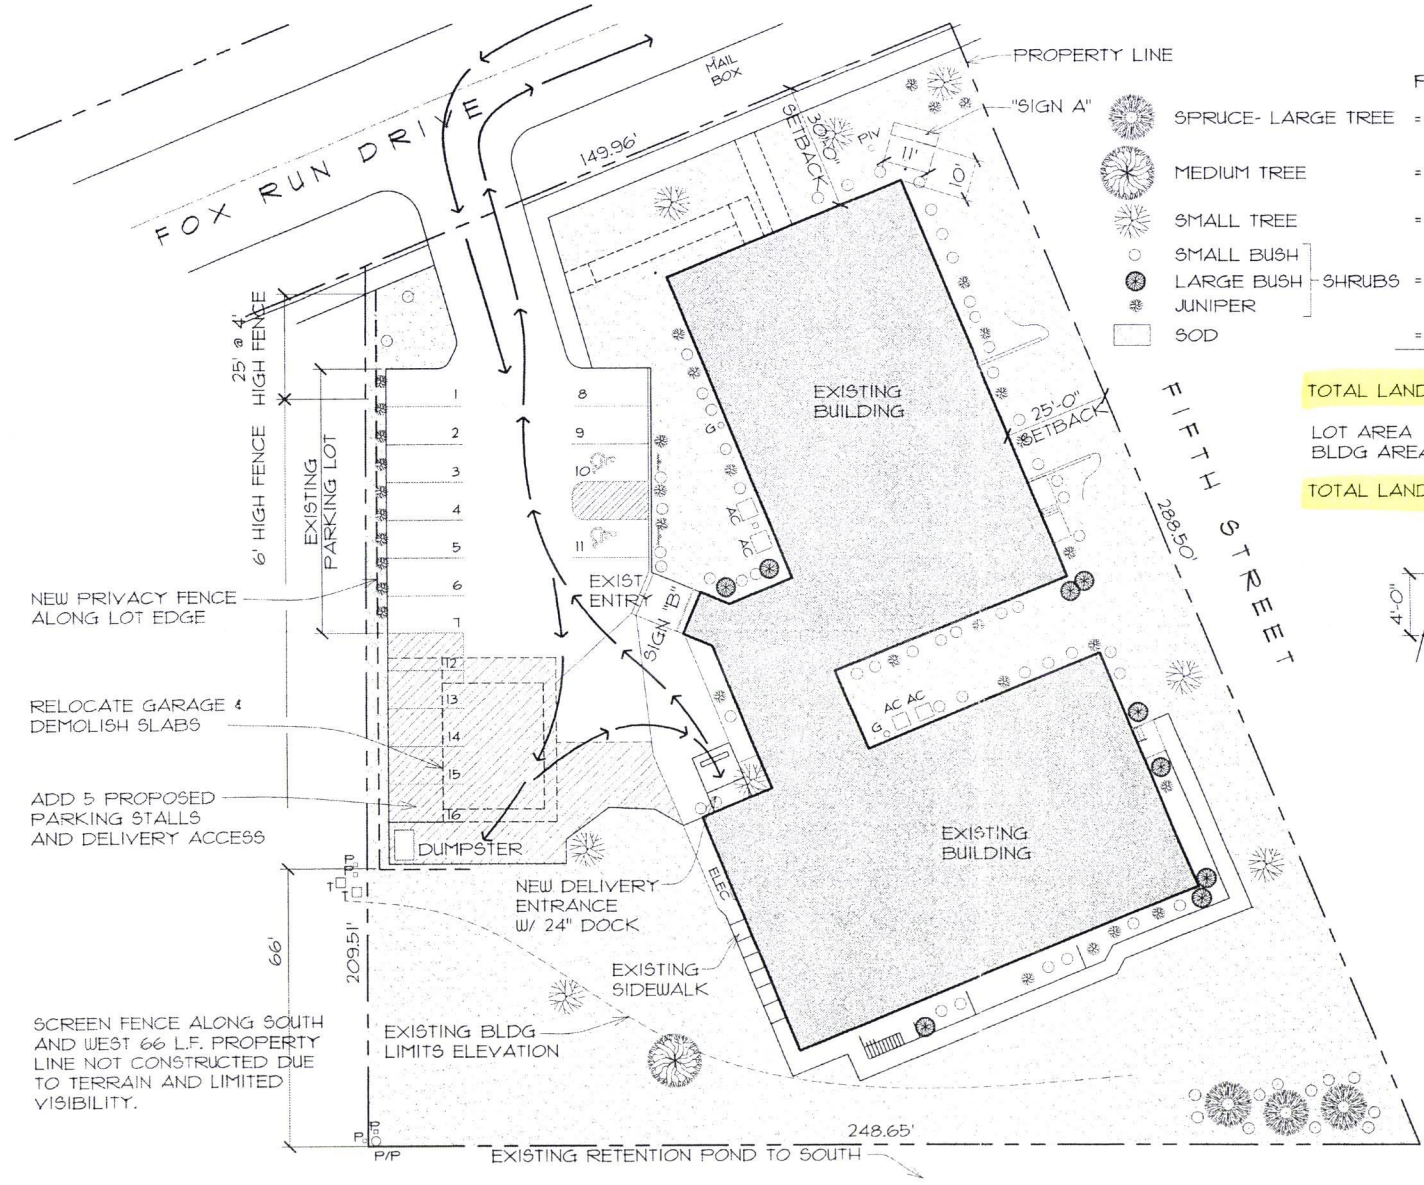 FOX RUN DRIVE
MAIL
BOX
149.96'
30'-0"
SETBACK
PIV
11'
10'
PROPERTY LINE
"SIGN A"
SPRUCE- LARGE TREE =
MEDIUM TREE =
SMALL TREE =
SMALL BUSH
LARGE BUSH - SHRUBS =
JUNIPER
SOD =
TOTAL LAND
LOT AREA
BLDG AREA
TOTAL LAND
4'-0"
FIFTH STREET
288.50'
25'-0"
SETBACK
25' @ 4'
HIGH FENCE
6' HIGH FENCE
EXISTING
PARKING LOT
1
2
3
4
5
6
7
8
9
10
11
12
13
14
15
16
EXIST
ENTRY
SIGN "B"
EXISTING
BUILDING
G
AC
AC
G
AC
AC
EXISTING
BUILDING
NEW PRIVACY FENCE
ALONG LOT EDGE
RELOCATE GARAGE &
DEMOLISH SLABS
ADD 5 PROPOSED
PARKING STALLS
AND DELIVERY ACCESS
DUMPSTER
P
P
T
T
NEW DELIVERY
ENTRANCE
W/ 24" DOCK
ELEC
EXISTING
SIDEWALK
66'
209.51'
SCREEN FENCE ALONG SOUTH
AND WEST 66 L.F. PROPERTY
LINE NOT CONSTRUCTED DUE
TO TERRAIN AND LIMITED
VISIBILITY.
EXISTING BLDG
LIMITS ELEVATION
P
P
P/P
248.65'
EXISTING RETENTION POND TO SOUTH